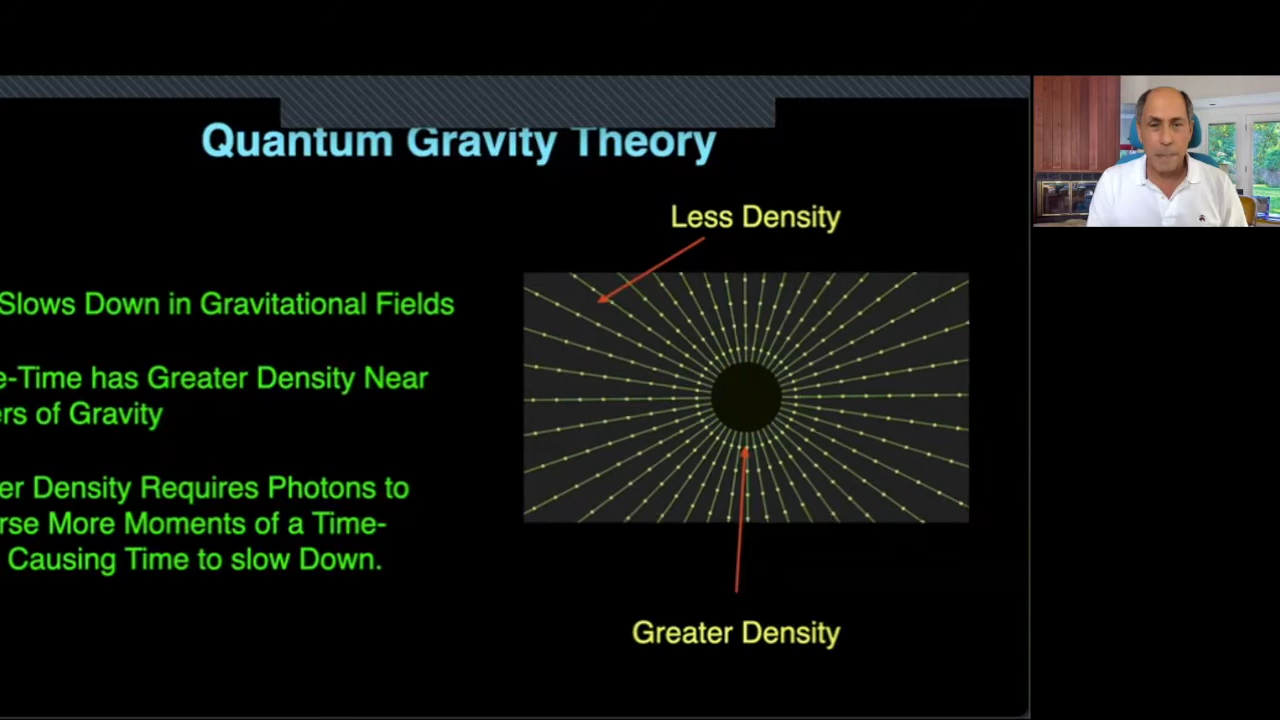 Quantum Gravity Theory
Less Density
Slows Down in Gravitational Fields
e-Time has Greater Density Near
ers of Gravity
er Density Requires Photons to
rse More Moments of a Time-
Causing Time to slow Down.
Greater Density